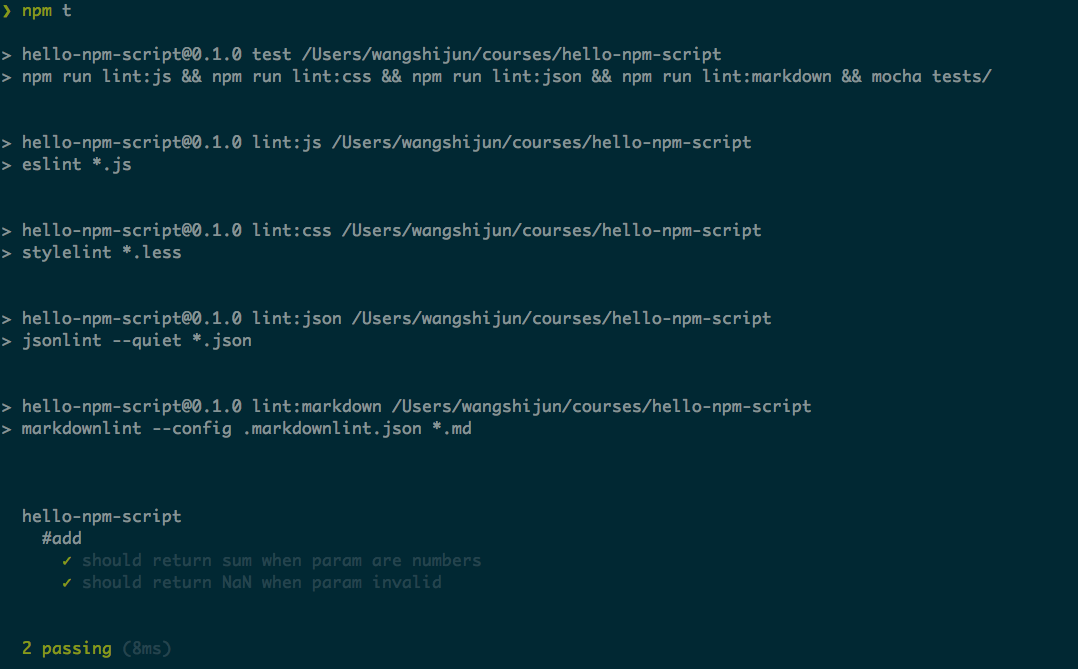 ❯ npm t
> hello-npm-script@0.1.0 test /Users/wangshijun/courses/hello-npm-script
> npm run lint:js && npm run lint:css && npm run lint:json && npm run lint:markdown && mocha tests/
> hello-npm-script@0.1.0 lint:js /Users/wangshijun/courses/hello-npm-script
> eslint *.js
> hello-npm-script@0.1.0 lint:css /Users/wangshijun/courses/hello-npm-script
> stylelint *.less
> hello-npm-script@0.1.0 lint:json /Users/wangshijun/courses/hello-npm-script
> jsonlint --quiet *.json
> hello-npm-script@0.1.0 lint:markdown /Users/wangshijun/courses/hello-npm-script
> markdownlint --config .markdownlint.json *.md
hello-npm-script
#add
✓ should return sum when param are numbers
✓ should return NaN when param invalid
2 passing (8ms)